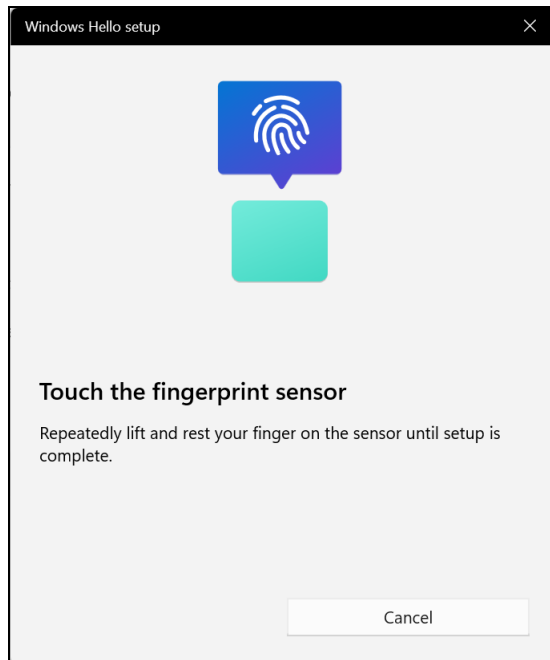 Windows Hello setup
Touch the fingerprint sensor
Repeatedly lift and rest your finger on the sensor until setup is
complete.
Cancel